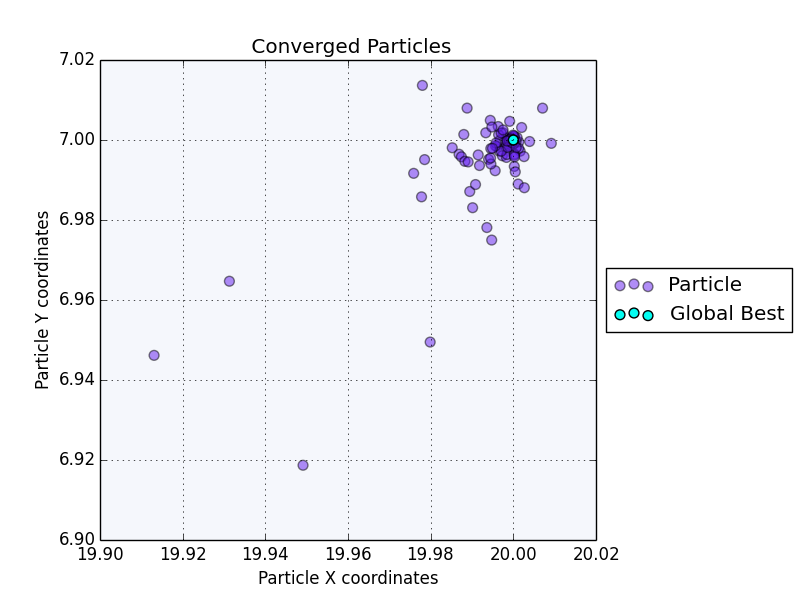 Converged Particles
7.02
7.00
6.98
6.96
6.94
6.92
6.90
Particle Y coordinates
19.90 19.92 19.94 19.96 19.98 20.00 20.02
Particle X coordinates
Particle
Global Best